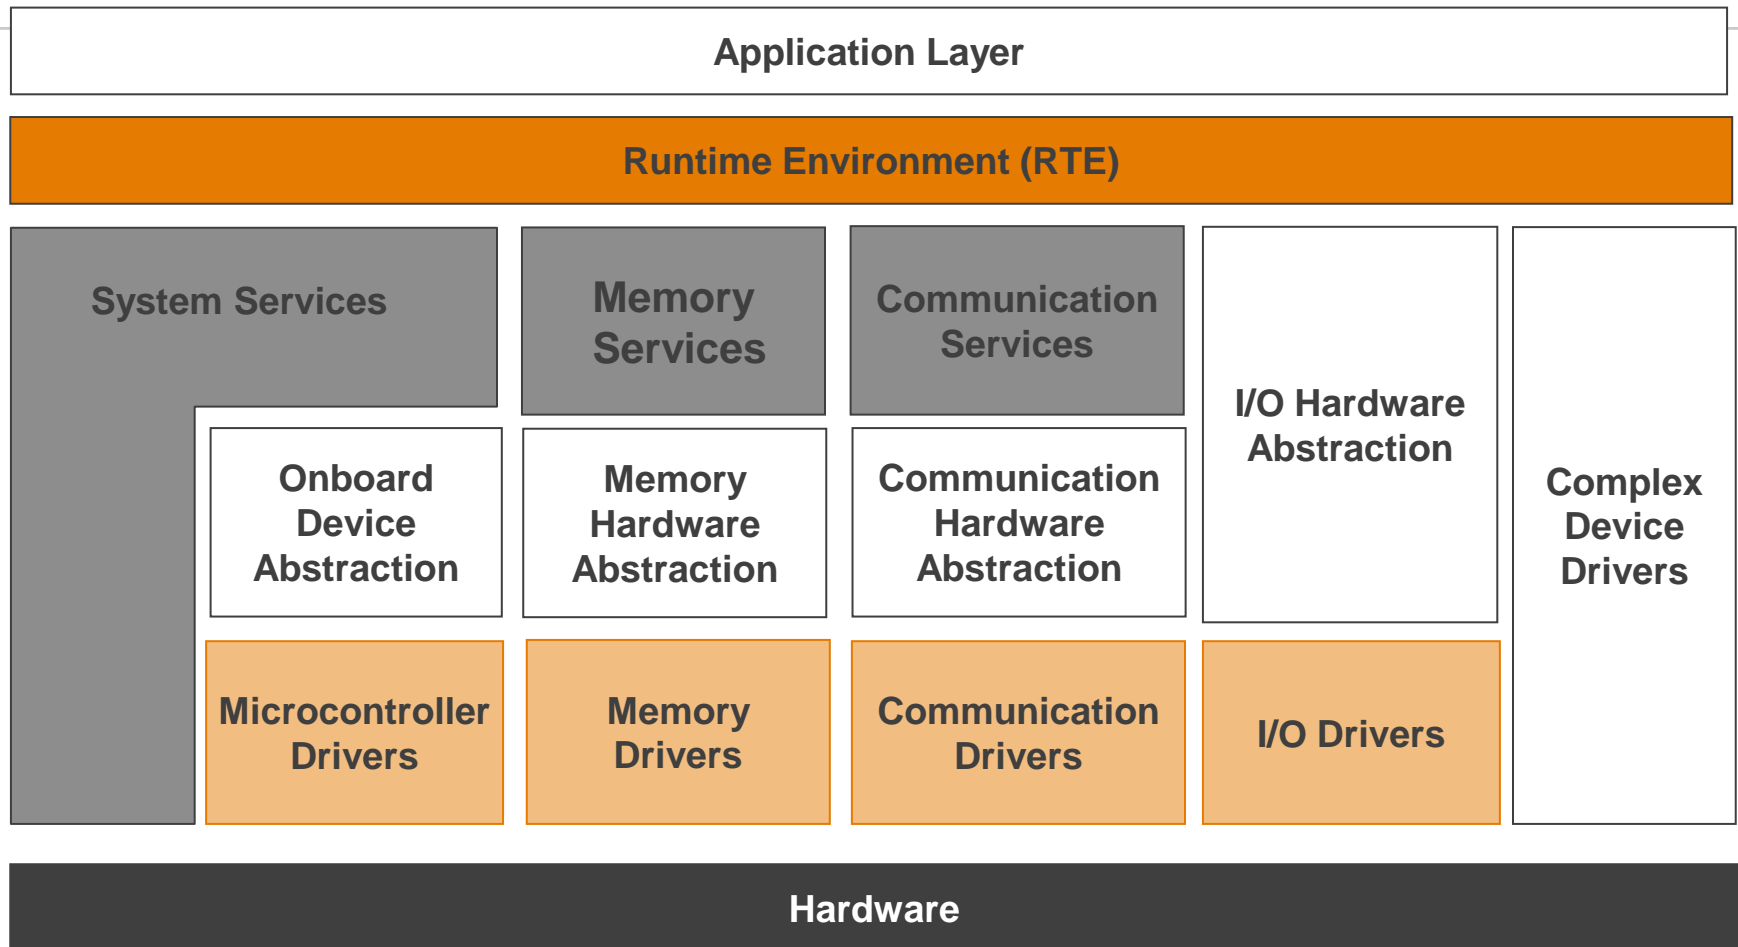 Application Layer
Runtime Environment (RTE)
System Services
Memory
Services
Communication
Services
I/O Hardware
Abstraction
Complex
Device
Drivers
Onboard
Device
Abstraction
Memory
Hardware
Abstraction
Communication
Hardware
Abstraction
Microcontroller
Drivers
Memory
Drivers
Communication
Drivers
I/O Drivers
Hardware